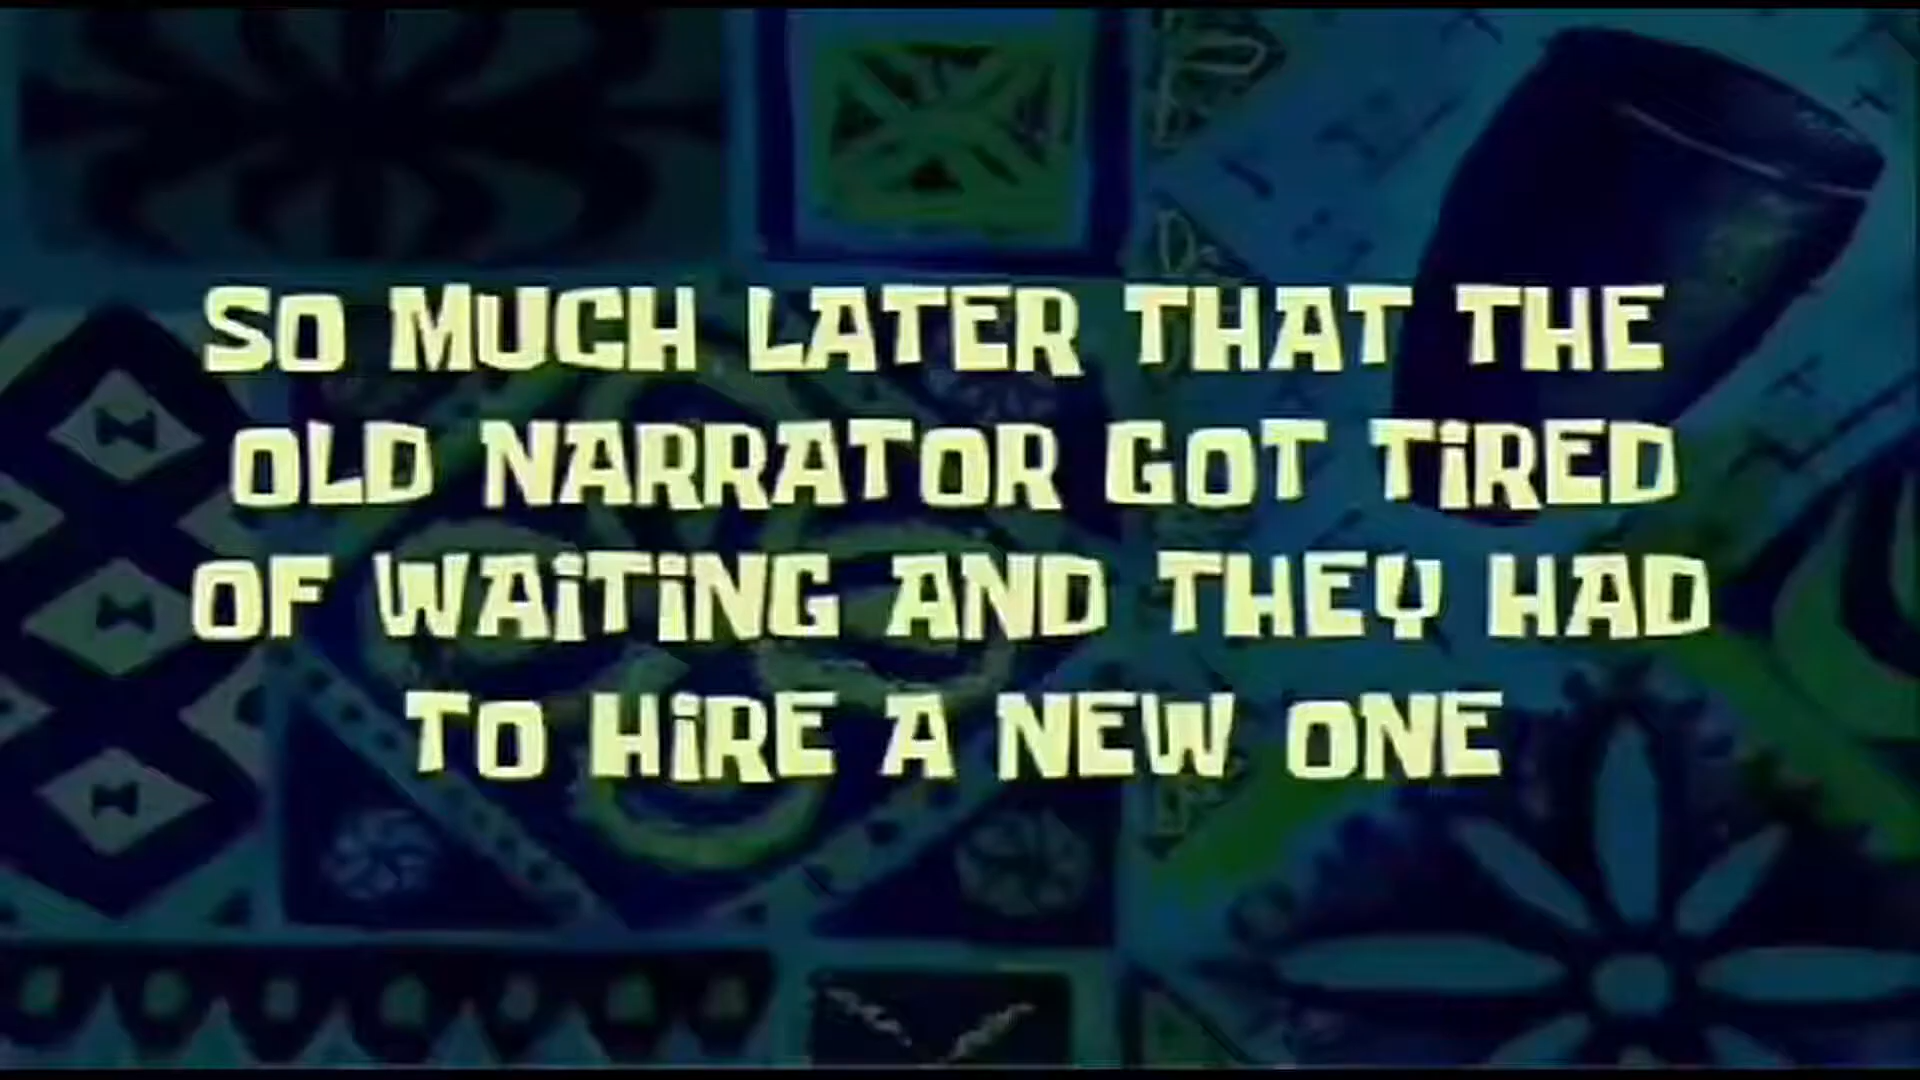 SO MUCH LATER THAT THE
OLD NARRATOR GOT TiRED
OF WAiTiNG AND THEY HAD
TO HiRE A NEW ONE